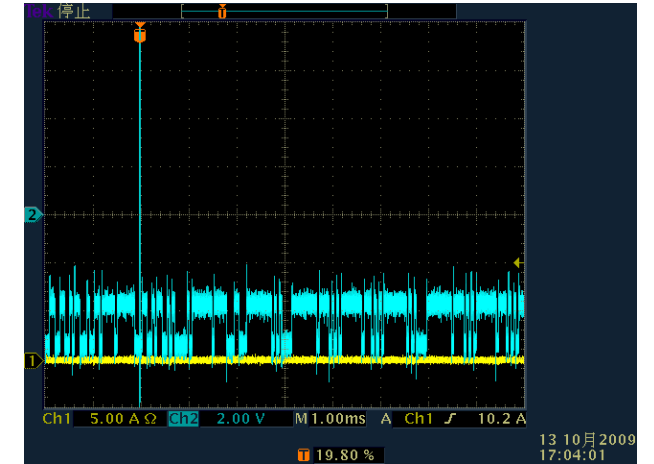 Tek 停止
T
T
2
1
Ch1 5.00 A Ω Ch2 2.00 V M 1.00ms A Ch1 ʃ 10.2 A
T 19.80 %
13 10月 2009
17:04:01